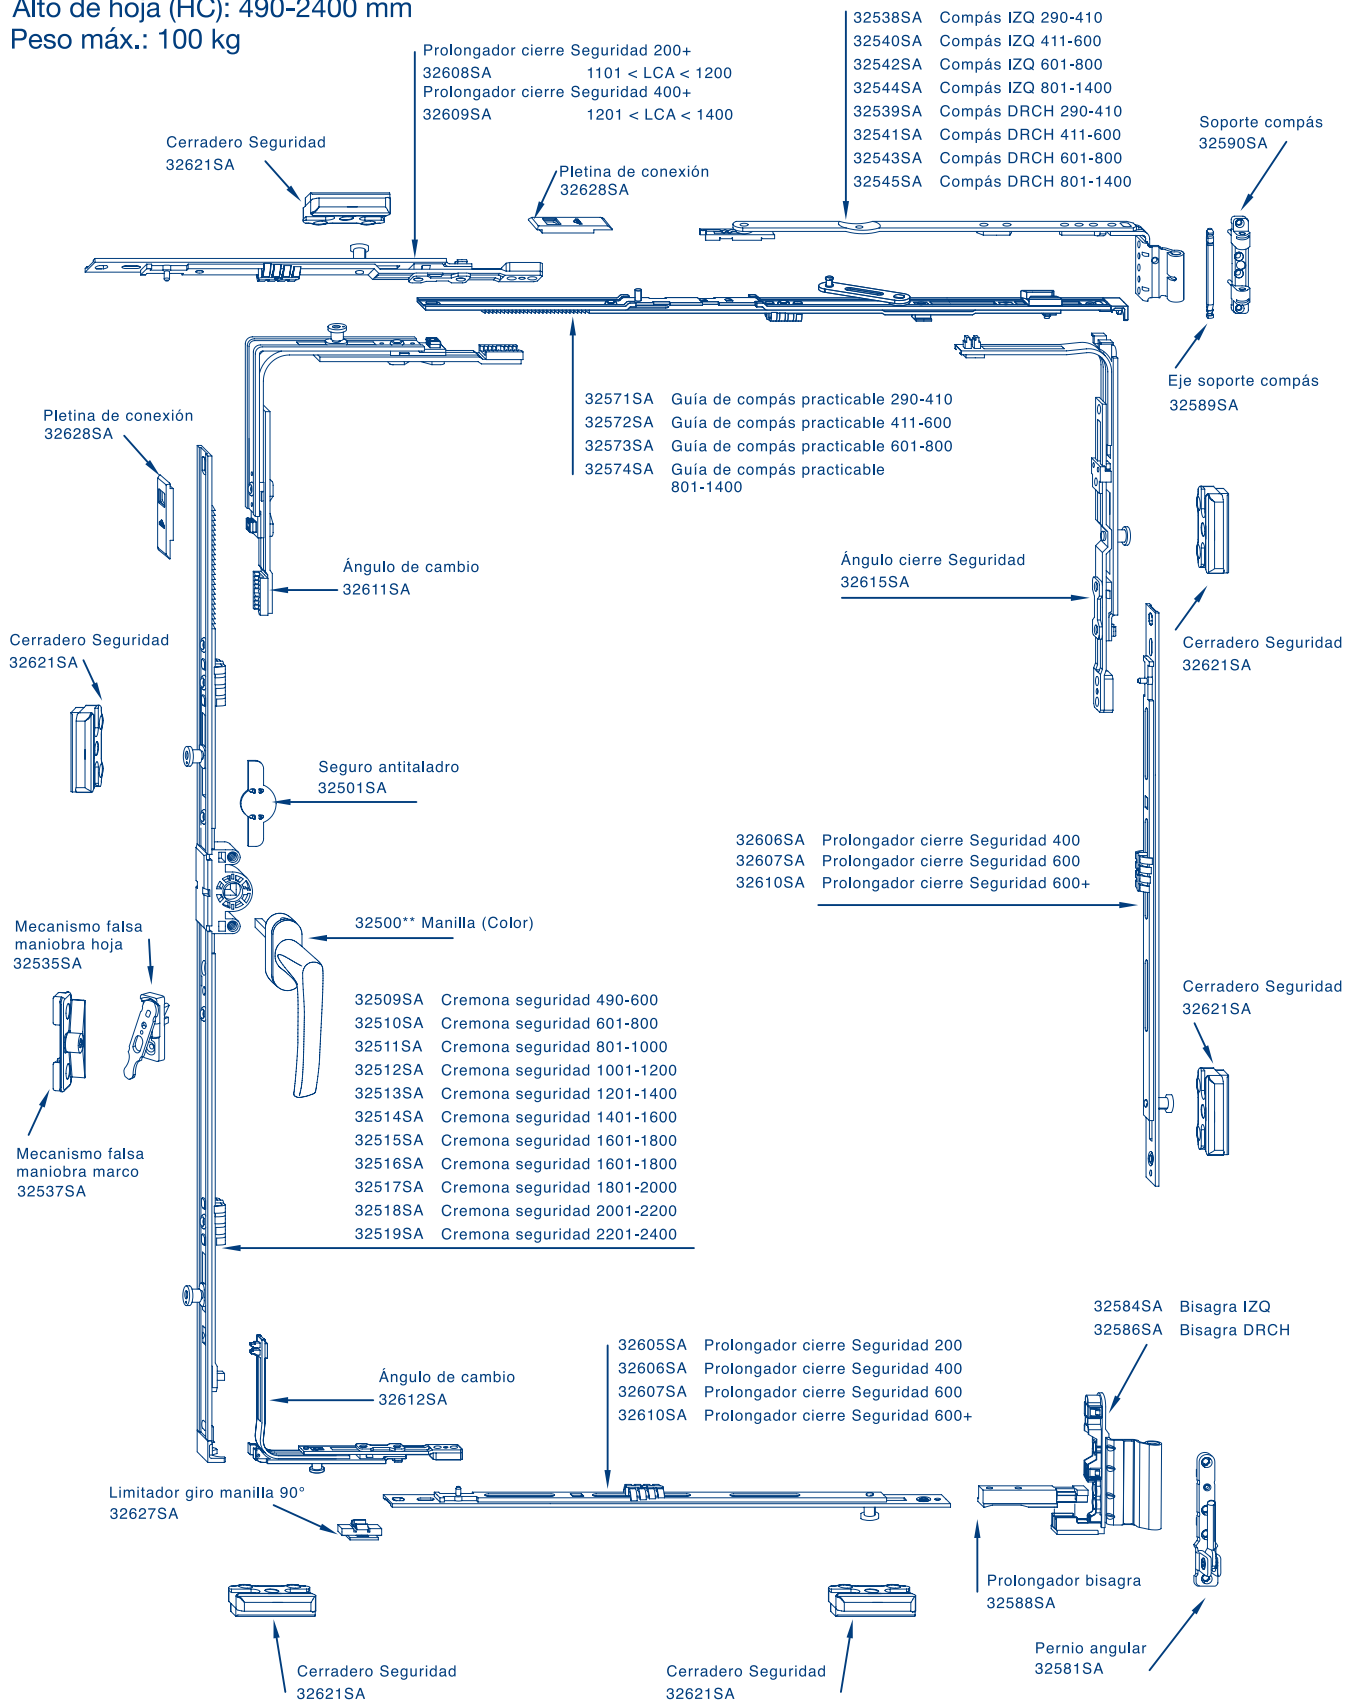 Alto de hoja (HC): 490-2400 mm
Peso máx.: 100 kg
Prolongador cierre Seguridad 200+
32608SA 1101 < LCA < 1200
Prolongador cierre Seguridad 400+
32609SA 1201 < LCA < 1400
32538SA Compás IZQ 290-410
32540SA Compás IZQ 411-600
32542SA Compás IZQ 601-800
32544SA Compás IZQ 801-1400
32539SA Compás DRCH 290-410
32541SA Compás DRCH 411-600
32543SA Compás DRCH 601-800
32545SA Compás DRCH 801-1400
Soporte compás
32590SA
Cerradero Seguridad
32621SA
Pletina de conexión
32628SA
Eje soporte compás
32589SA
32571SA Guía de compás practicable 290-410
32572SA Guía de compás practicable 411-600
32573SA Guía de compás practicable 601-800
32574SA Guía de compás practicable
801-1400
Pletina de conexión
32628SA
Ángulo de cambio
32611SA
Ángulo cierre Seguridad
32615SA
Cerradero Seguridad
32621SA
Cerradero Seguridad
32621SA
Seguro antitaladro
32501SA
32606SA Prolongador cierre Seguridad 400
32607SA Prolongador cierre Seguridad 600
32610SA Prolongador cierre Seguridad 600+
32500** Manilla (Color)
Mecanismo falsa
maniobra hoja
32535SA
32509SA Cremona seguridad 490-600
32510SA Cremona seguridad 601-800
32511SA Cremona seguridad 801-1000
32512SA Cremona seguridad 1001-1200
32513SA Cremona seguridad 1201-1400
32514SA Cremona seguridad 1401-1600
32515SA Cremona seguridad 1601-1800
32516SA Cremona seguridad 1601-1800
32517SA Cremona seguridad 1801-2000
32518SA Cremona seguridad 2001-2200
32519SA Cremona seguridad 2201-2400
Cerradero Seguridad
32621SA
Mecanismo falsa
maniobra marco
32537SA
32584SA Bisagra IZQ
32586SA Bisagra DRCH
32605SA Prolongador cierre Seguridad 200
32606SA Prolongador cierre Seguridad 400
32607SA Prolongador cierre Seguridad 600
32610SA Prolongador cierre Seguridad 600+
Ángulo de cambio
32612SA
Limitador giro manilla 90°
32627SA
Prolongador bisagra
32588SA
Pernio angular
32581SA
Cerradero Seguridad
32621SA
Cerradero Seguridad
32621SA